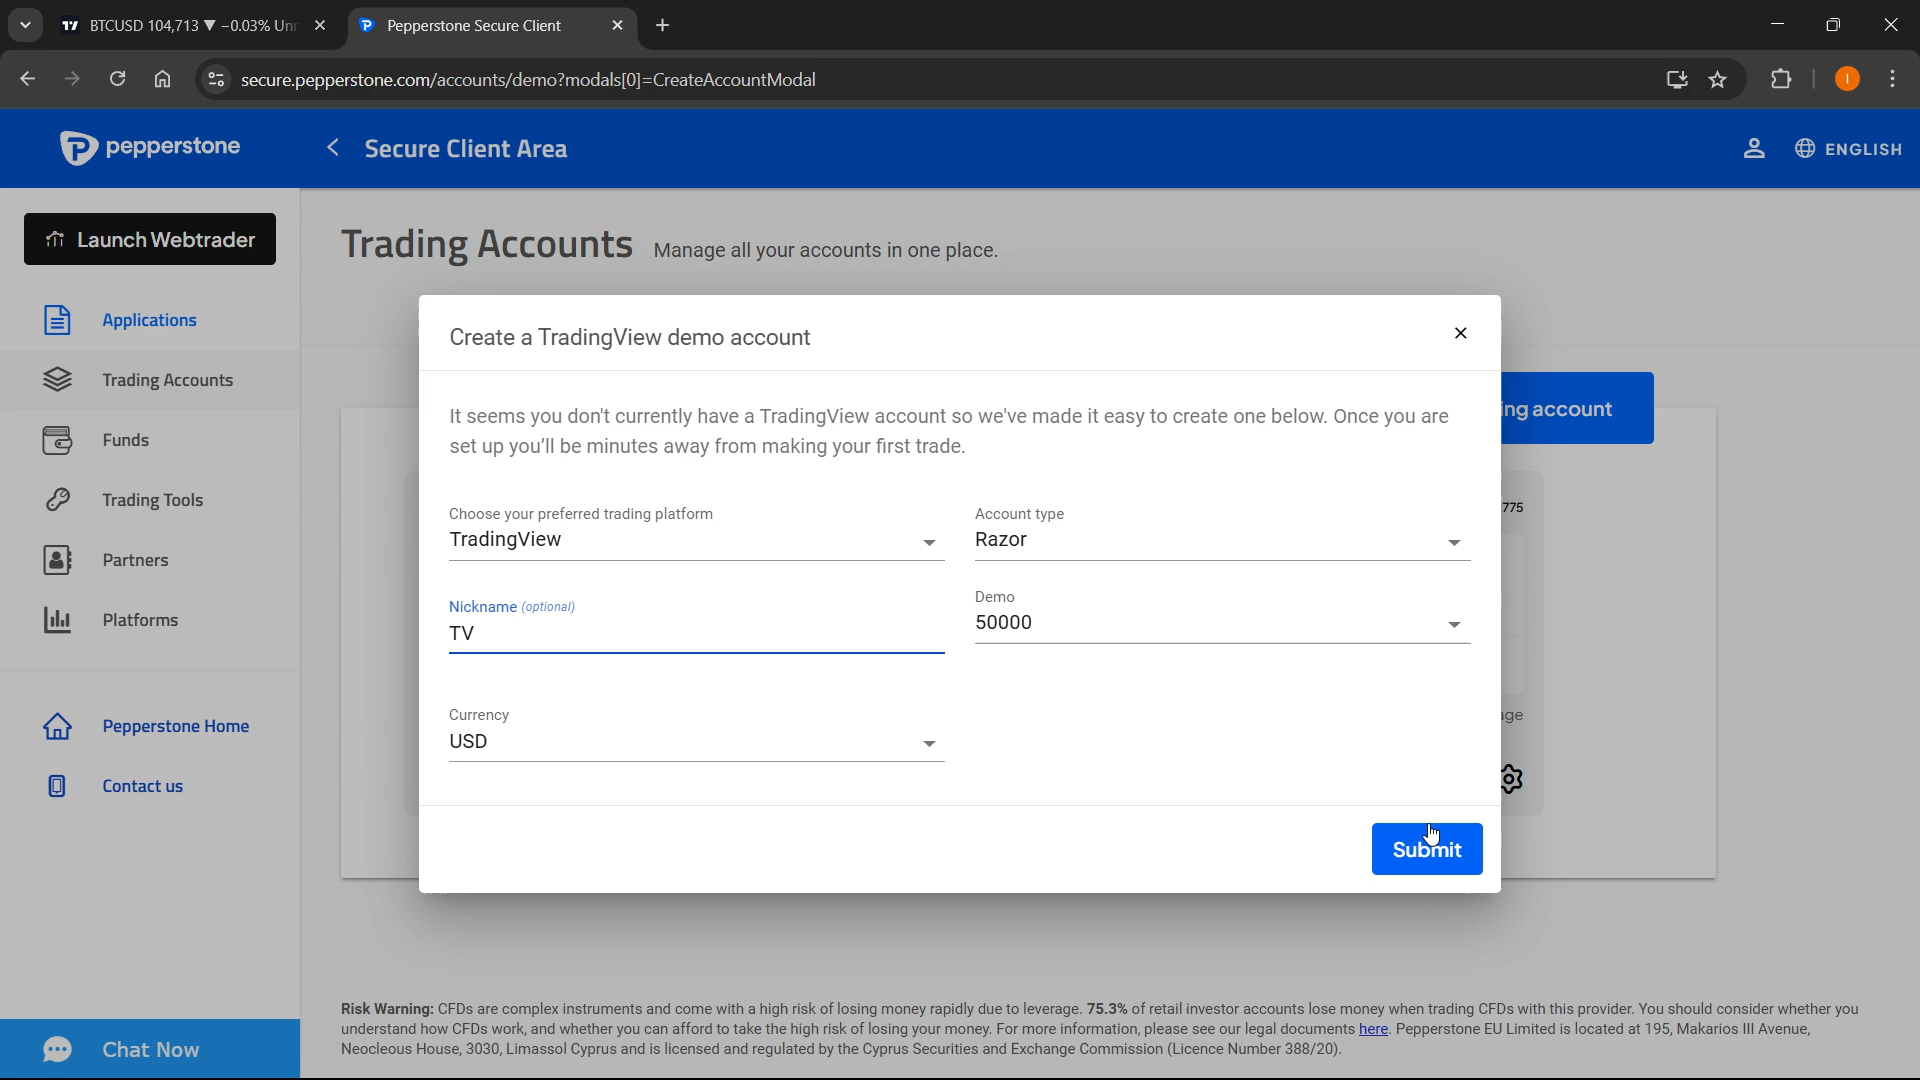 BTCUSD 104,713 ▼ −0.03% Unn
Pepperstone Secure Client
secure.pepperstone.com/accounts/demo?modals[0]=CreateAccountModal
I
pepperstone
Secure Client Area
ENGLISH
Launch Webtrader
Trading Accounts Manage all your accounts in one place.
Applications
Trading Accounts
Funds
Trading Tools
Partners
Platforms
Pepperstone Home
Contact us
Chat Now
ing account
775
age
Create a TradingView demo account
It seems you don't currently have a TradingView account so we've made it easy to create one below. Once you are
set up you'll be minutes away from making your first trade.
Choose your preferred trading platform
TradingView
Account type
Razor
Nickname (optional)
TV
Demo
50000
Currency
USD
Submit
Risk Warning: CFDs are complex instruments and come with a high risk of losing money rapidly due to leverage. 75.3% of retail investor accounts lose money when trading CFDs with this provider. You should consider whether you
understand how CFDs work, and whether you can afford to take the high risk of losing your money. For more information, please see our legal documents here. Pepperstone EU Limited is located at 195, Makarios III Avenue,
Neocleous House, 3030, Limassol Cyprus and is licensed and regulated by the Cyprus Securities and Exchange Commission (Licence Number 388/20).